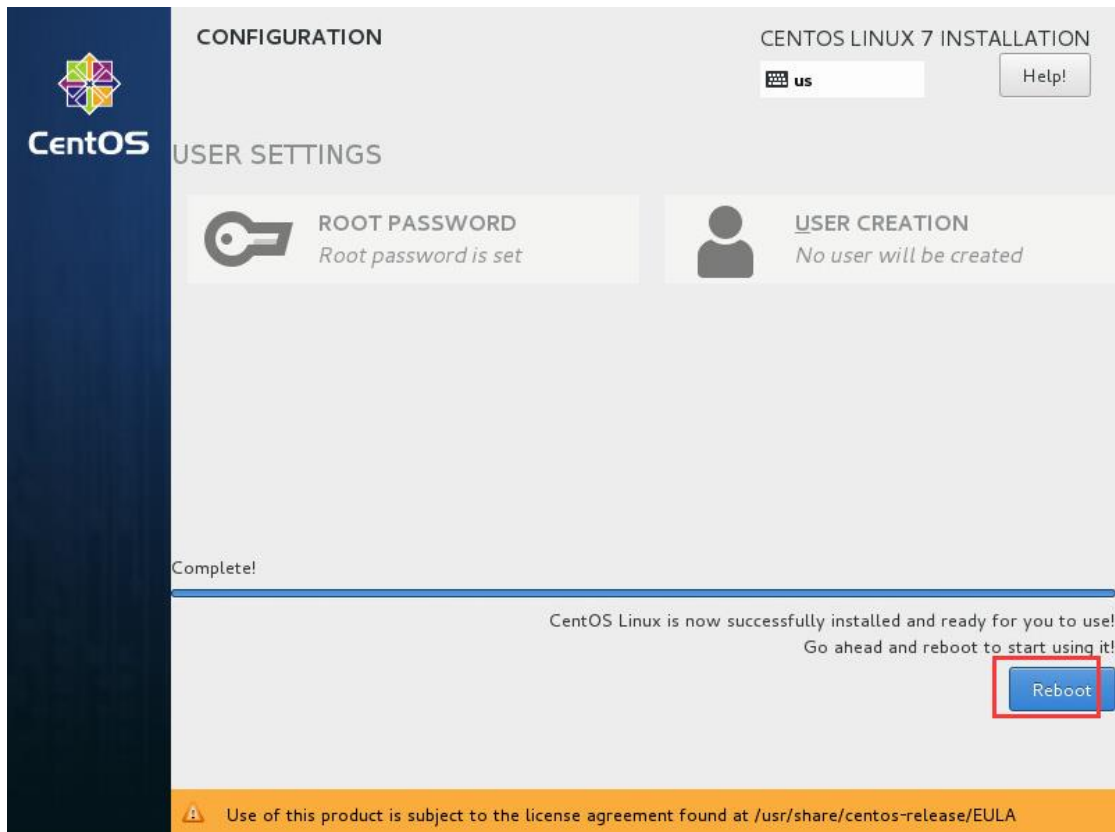 CONFIGURATION
CENTOS LINUX 7 INSTALLATION
us
Help!
CentOS
USER SETTINGS
ROOT PASSWORD
Root password is set
USER CREATION
No user will be created
Complete!
CentOS Linux is now successfully installed and ready for you to use!
Go ahead and reboot to start using it!
Reboot
Use of this product is subject to the license agreement found at /usr/share/centos-release/EULA